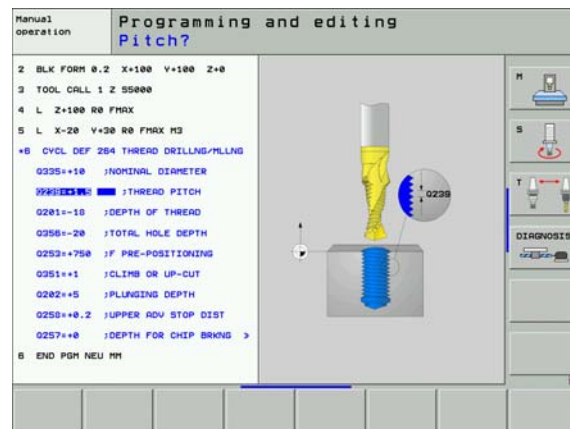 Manual operation
Programming and editing
Pitch?
2 BLK FORM 0.2 X+100 Y+100 Z+0
3 TOOL CALL 1 Z S5000
4 L Z+100 R0 FMAX
5 L X-20 Y+30 R0 FMAX M3
*6 CYCL DEF 264 THREAD DRILLNG/MLLNG
Q335=+10 ;NOMINAL DIAMETER
Q239=+1.5 ;THREAD PITCH
Q201=-18 ;DEPTH OF THREAD
Q356=-20 ;TOTAL HOLE DEPTH
Q253=+750 ;F PRE-POSITIONING
Q351=+1 ;CLIMB OR UP-CUT
Q202=+5 ;PLUNGING DEPTH
Q258=+0.2 ;UPPER ADV STOP DIST
Q257=+0 ;DEPTH FOR CHIP BRKNG >
6 END PGM NEU MM
Q239
M
S
T
DIAGNOSIS